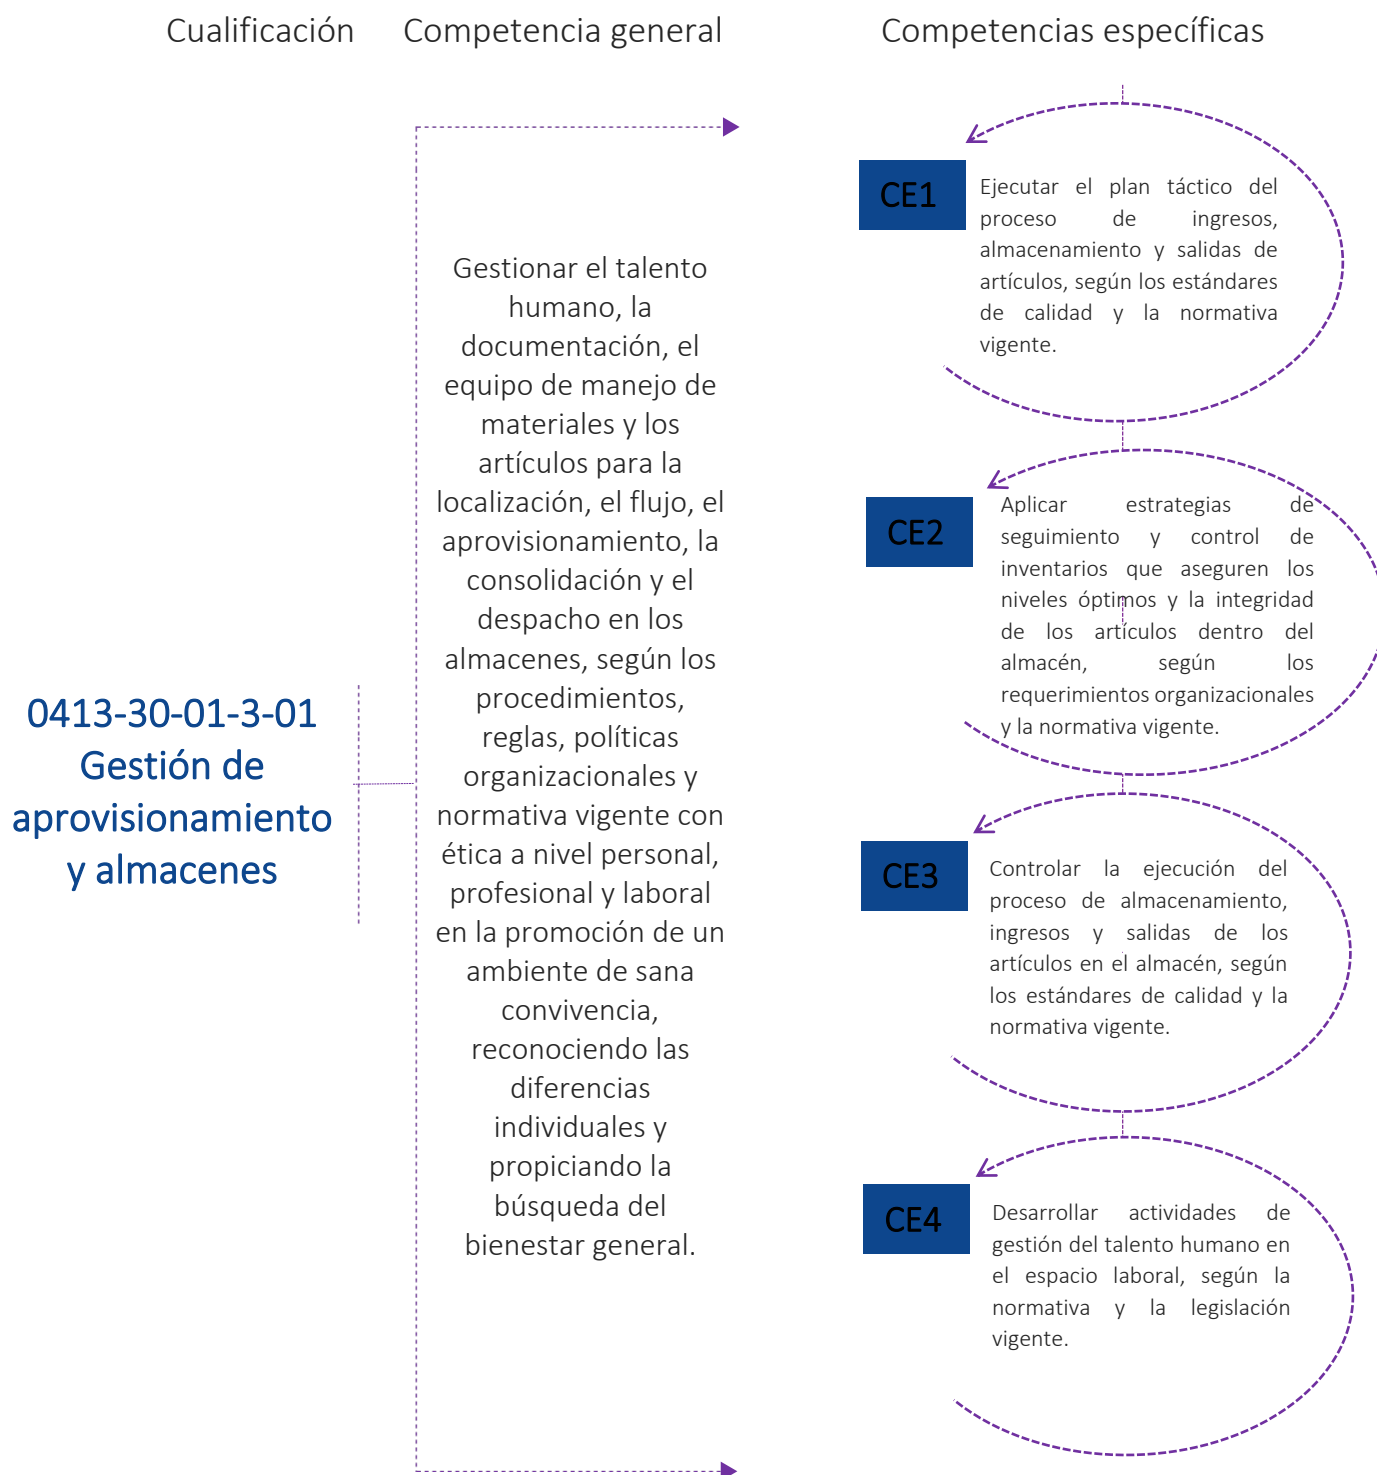 Cualificación
Competencia general
Competencias específicas
0413-30-01-3-01
Gestión de
aprovisionamiento
y almacenes
Gestionar el talento
humano, la
documentación, el
equipo de manejo de
materiales y los
artículos para la
localización, el flujo, el
aprovisionamiento, la
consolidación y el
despacho en los
almacenes, según los
procedimientos,
reglas, políticas
organizacionales y
normativa vigente con
ética a nivel personal,
profesional y laboral
en la promoción de un
ambiente de sana
convivencia,
reconociendo las
diferencias
individuales y
propiciando la
búsqueda del
bienestar general.
CE1
Ejecutar el plan táctico del
proceso de ingresos,
almacenamiento y salidas de
artículos, según los estándares
de calidad y la normativa
vigente.
CE2
Aplicar estrategias de
seguimiento y control de
inventarios que aseguren los
niveles óptimos y la integridad
de los artículos dentro del
almacén, según los
requerimientos organizacionales
y la normativa vigente.
CE3
Controlar la ejecución del
proceso de almacenamiento,
ingresos y salidas de los
artículos en el almacén, según
los estándares de calidad y la
normativa vigente.
CE4
Desarrollar actividades de
gestión del talento humano en
el espacio laboral, según la
normativa y la legislación
vigente.